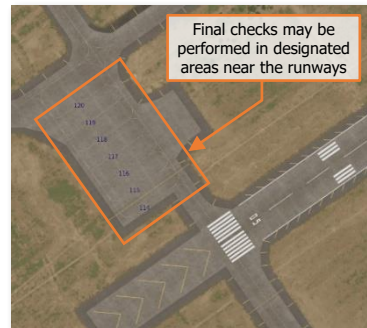 Final checks may be
performed in designated
areas near the runways
120
119
118
117
116
115
114